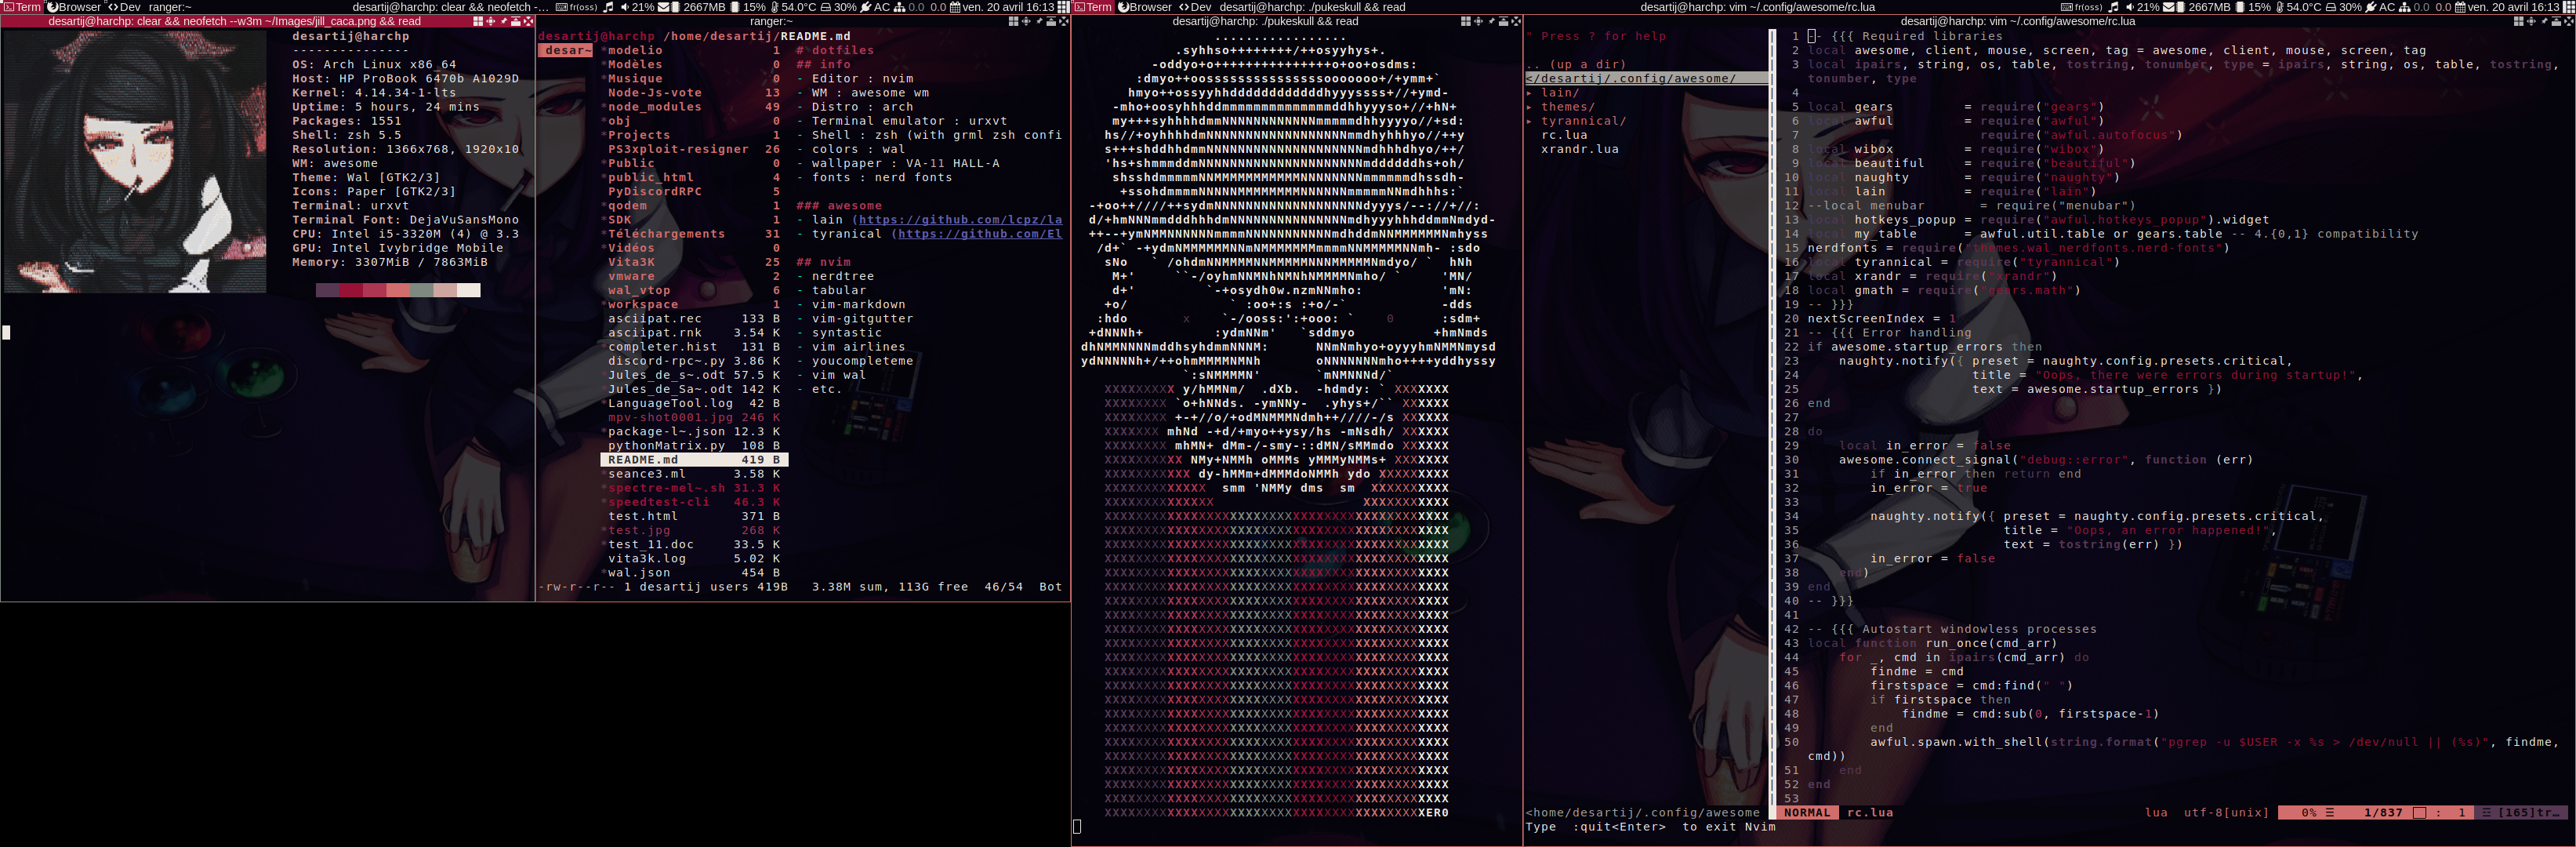 Term Browser Dev ranger:~ desartij@harchp: clear && neofetch -... fr(oss) 21% 2667MB 15% 54.0°C 30% AC 0.0 0.0 ven. 20 avril 16:13
desartij@harchp: clear && neofetch --w3m ~/Images/jill_caca.png && read
desartij@harchp
---------------
OS: Arch Linux x86_64
Host: HP ProBook 6470b A1029D
Kernel: 4.14.34-1-lts
Uptime: 5 hours, 24 mins
Packages: 1551
Shell: zsh 5.5
Resolution: 1366x768, 1920x10
WM: awesome
Theme: Wal [GTK2/3]
Icons: Paper [GTK2/3]
Terminal: urxvt
Terminal Font: DejaVuSansMono
CPU: Intel i5-3320M (4) @ 3.3
GPU: Intel Ivybridge Mobile
Memory: 3307MiB / 7863MiB
ranger:~
desartij@harchp /home/desartij/README.md
desar~
*modelio 1
*Modèles 0
*Musique 0
Node-Js-vote 13
*node_modules 49
*obj 0
*Projects 1
PS3xploit-resigner 26
*Public 0
*public_html 4
PyDiscordRPC 5
*qodem 1
*SDK 1
*Téléchargements 31
*Vidéos 0
Vita3K 25
vmware 2
wal_vtop 6
*workspace 1
asciipat.rec 133 B
asciipat.rnk 3.54 K
completer.hist 131 B
discord-rpc~.py 3.86 K
Jules_de_s~.odt 57.5 K
*Jules_de_Sa~.odt 142 K
*LanguageTool.log 42 B
mpv-shot0001.jpg 246 K
*package-l~.json 12.3 K
pythonMatrix.py 108 B
README.md 419 B
*seance3.ml 3.58 K
*spectre-mel~.sh 31.3 K
*speedtest-cli 46.3 K
test.html 371 B
*test.jpg 268 K
*test_11.doc 33.5 K
vita3k.log 5.02 K
*wal.json 454 B
# dotfiles
## info
- Editor : nvim
- WM : awesome wm
- Distro : arch
- Terminal emulator : urxvt
- Shell : zsh (with grml zsh confi
- colors : wal
- wallpaper : VA-11 HALL-A
- fonts : nerd fonts
### awesome
- lain (https://github.com/lcpz/la
- tyranical (https://github.com/El
## nvim
- nerdtree
- tabular
- vim-markdown
- vim-gitgutter
- syntastic
- vim airlines
- youcompleteme
- vim wal
- etc.
-rw-r--r-- 1 desartij users 419B 3.38M sum, 113G free 46/54 Bot
Term Browser Dev desartij@harchp: ./pukeskull && read desartij@harchp: vim ~/.config/awesome/rc.lua fr(oss) 21% 2667MB 15% 54.0°C 30% AC 0.0 0.0 ven. 20 avril 16:13
desartij@harchp: ./pukeskull && read
XER0
desartij@harchp: vim ~/.config/awesome/rc.lua
" Press ? for help
.. (up a dir)
</desartij/.config/awesome/
▸ lain/
▸ themes/
▸ tyrannical/
rc.lua
xrandr.lua
<home/desartij/.config/awesome
1 -- {{{ Required libraries
2 local awesome, client, mouse, screen, tag = awesome, client, mouse, screen, tag
3 local ipairs, string, os, table, tostring, tonumber, type = ipairs, string, os, table, tostring,
tonumber, type
4
5 local gears = require("gears")
6 local awful = require("awful")
7 require("awful.autofocus")
8 local wibox = require("wibox")
9 local beautiful = require("beautiful")
10 local naughty = require("naughty")
11 local lain = require("lain")
12 --local menubar = require("menubar")
13 local hotkeys_popup = require("awful.hotkeys_popup").widget
14 local my_table = awful.util.table or gears.table -- 4.{0,1} compatibility
15 nerdfonts = require("themes.wal_nerdfonts.nerd-fonts")
16 local tyrannical = require("tyrannical")
17 local xrandr = require("xrandr")
18 local gmath = require("gears.math")
19 -- }}}
20 nextScreenIndex = 1
21 -- {{{ Error handling
22 if awesome.startup_errors then
23 naughty.notify({ preset = naughty.config.presets.critical,
24 title = "Oops, there were errors during startup!",
25 text = awesome.startup_errors })
26 end
27
28 do
29 local in_error = false
30 awesome.connect_signal("debug::error", function (err)
31 if in_error then return end
32 in_error = true
33
34 naughty.notify({ preset = naughty.config.presets.critical,
35 title = "Oops, an error happened!",
36 text = tostring(err) })
37 in_error = false
38 end)
39 end
40 -- }}}
41
42 -- {{{ Autostart windowless processes
43 local function run_once(cmd_arr)
44 for _, cmd in ipairs(cmd_arr) do
45 findme = cmd
46 firstspace = cmd:find(" ")
47 if firstspace then
48 findme = cmd:sub(0, firstspace-1)
49 end
50 awful.spawn.with_shell(string.format("pgrep -u $USER -x %s > /dev/null || (%s)", findme,
cmd))
51 end
52 end
53
NORMAL rc.lua lua utf-8[unix] 0% ☰ 1/837 : 1 ☲ [165]tr…
Type :quit<Enter> to exit Nvim